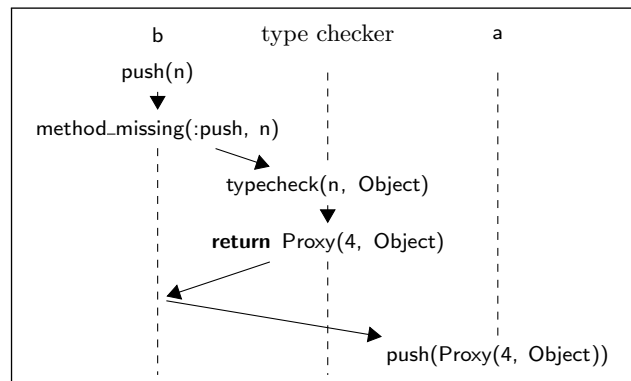 b type checker a
push(n)
method_missing(:push, n)
typecheck(n, Object)
return Proxy(4, Object)
push(Proxy(4, Object))